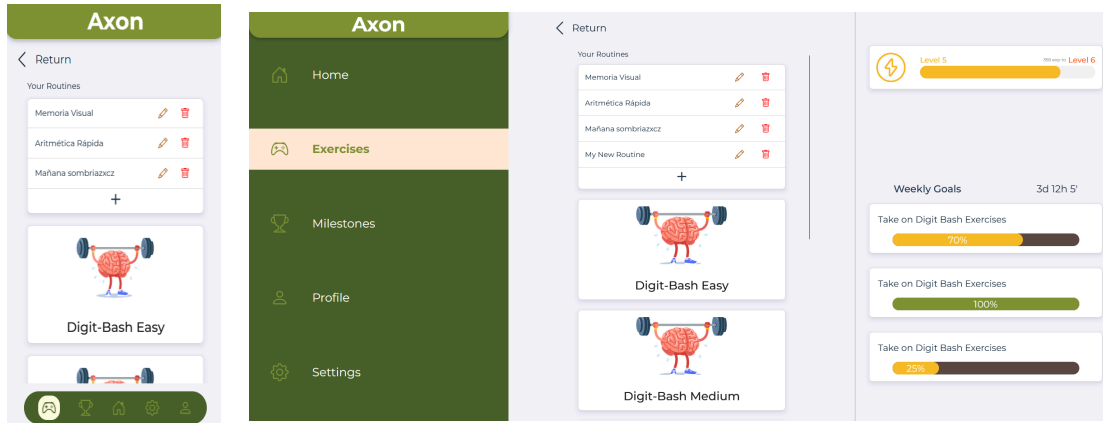 Axon
Return
Your Routines
Memoria Visual
Aritmética Rápida
Mañana sombriazxcz
+
Digit-Bash Easy
Axon
Home
Exercises
Milestones
Profile
Settings
Return
Your Routines
Memoria Visual
Aritmética Rápida
Mañana sombriazxcz
My New Routine
+
Digit-Bash Easy
Digit-Bash Medium
Level 5
Level 6
Weekly Goals 3d 12h 5'
Take on Digit Bash Exercises
70%
Take on Digit Bash Exercises
100%
Take on Digit Bash Exercises
25%